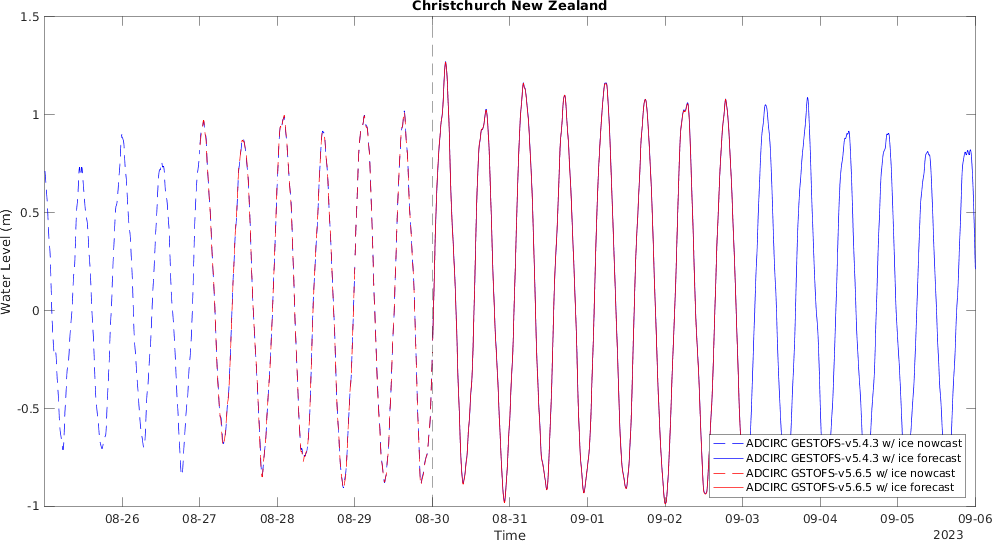 Christchurch New Zealand
1.5
1
0.5
0
-0.5
-1
Water Level (m)
ADCIRC GESTOFS-v5.4.3 w/ ice nowcast
ADCIRC GESTOFS-v5.4.3 w/ ice forecast
ADCIRC GSTOFS-v5.6.5 w/ ice nowcast
ADCIRC GSTOFS-v5.6.5 w/ ice forecast
08-26 08-27 08-28 08-29 08-30 08-31 09-01 09-02 09-03 09-04 09-05 09-06
Time
2023